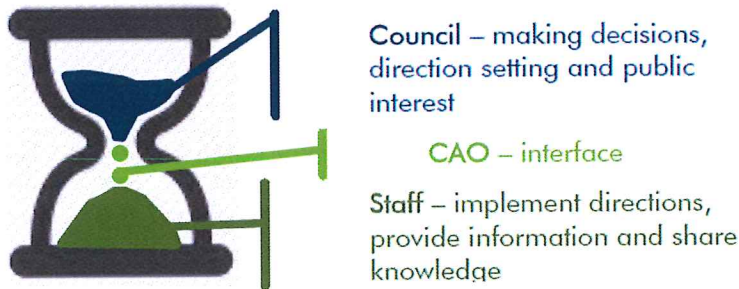 Council – making decisions,
direction setting and public
interest
CAO – interface
Staff – implement directions,
provide information and share
knowledge